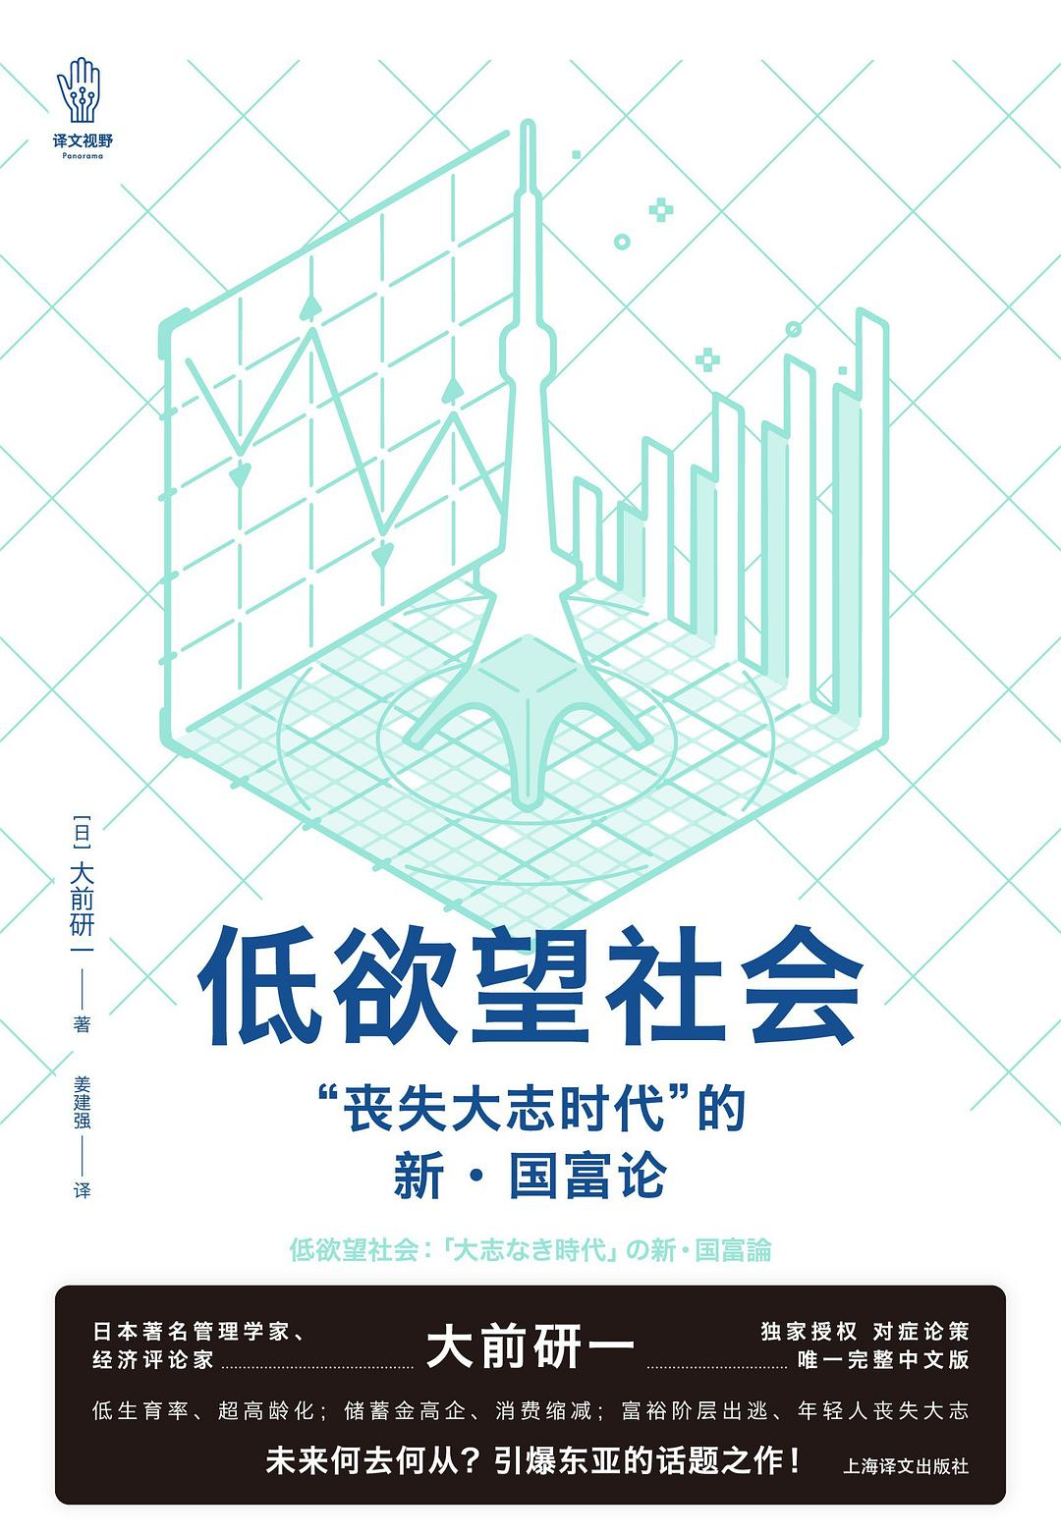 译文视野
Panorama
[日]大前研一——著
姜建强——译
低欲望社会
“丧失大志时代”的
新·国富论
低欲望社会：「大志なき時代」の新·国富論
日本著名管理学家、
经济评论家
大前研一
独家授权 对症论策
唯一完整中文版
低生育率、超高龄化；储蓄金高企、消费缩减；富裕阶层出逃、年轻人丧失大志
未来何去何从？引爆东亚的话题之作！
上海译文出版社